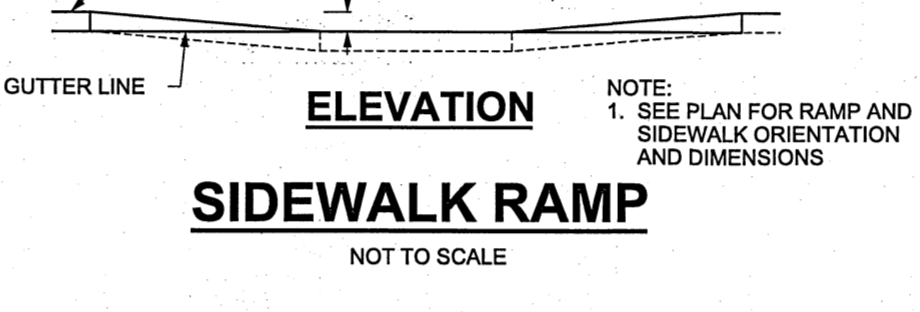 GUTTER LINE
ELEVATION
NOTE:
1. SEE PLAN FOR RAMP AND
SIDEWALK ORIENTATION
AND DIMENSIONS
SIDEWALK RAMP
NOT TO SCALE